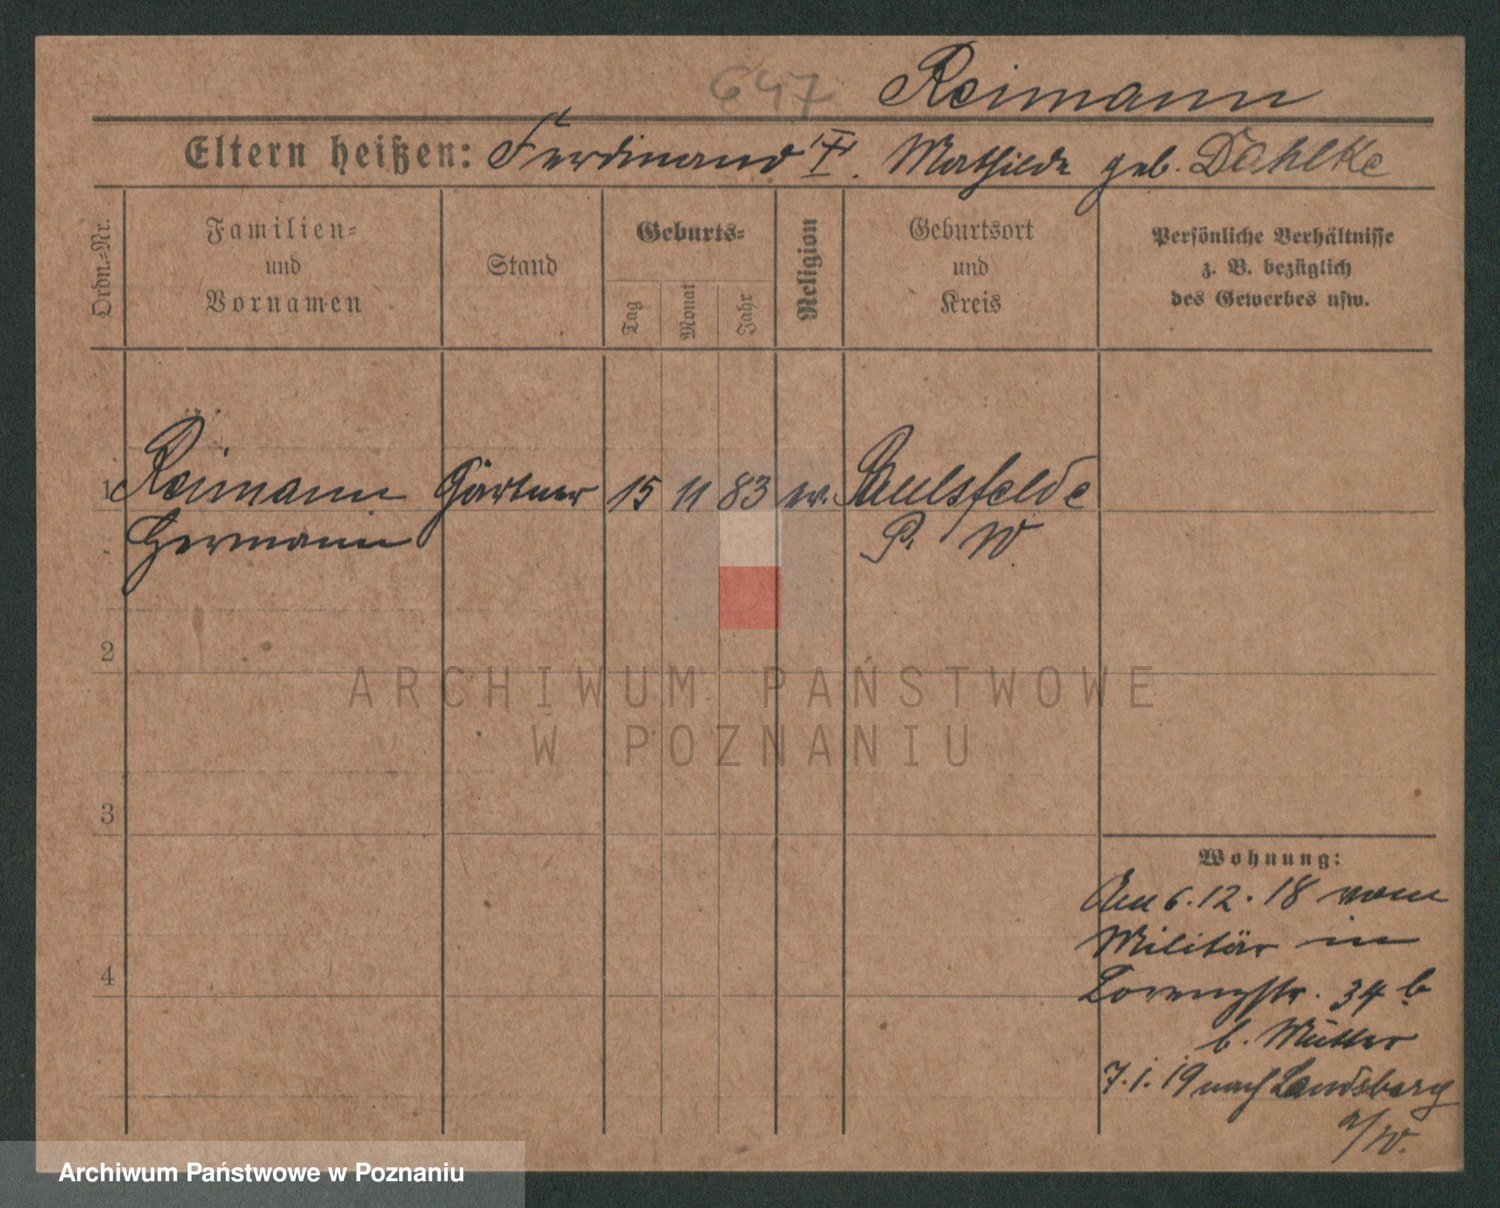 647 Reimann
Eltern heißen: Ferdinand Mathilde geb. Dahlke
Ordn.-Nr.
Familien-
und
Vornamen
Stand
Geburts-
Tag
Monat
Jahr
Religion
Geburtsort
und
Kreis
Persönliche Verhältnisse
z. B. bezüglich
des Gewerbes usw.
1 Reimann Gärtner 15 11 83 ev. Paulsfelde
Hermann P. W
2
3
4
Wohnung:
Am 6.12.18 vom
Militär in
Lorenzstr. 34 b
b. Mutter
7.1.19 nach Landsberg
a/W.
ARCHIWUM PAŃSTWOWE
W POZNANIU
Archiwum Państwowe w Poznaniu